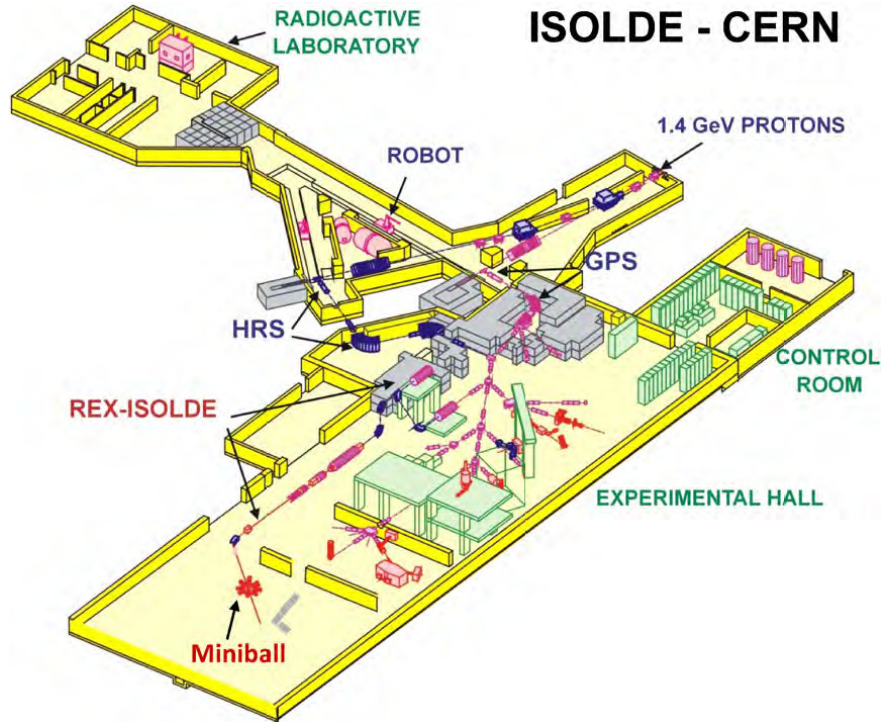 RADIOACTIVE
LABORATORY
ISOLDE - CERN
1.4 GeV PROTONS
ROBOT
GPS
HRS
CONTROL
ROOM
REX-ISOLDE
EXPERIMENTAL HALL
Miniball